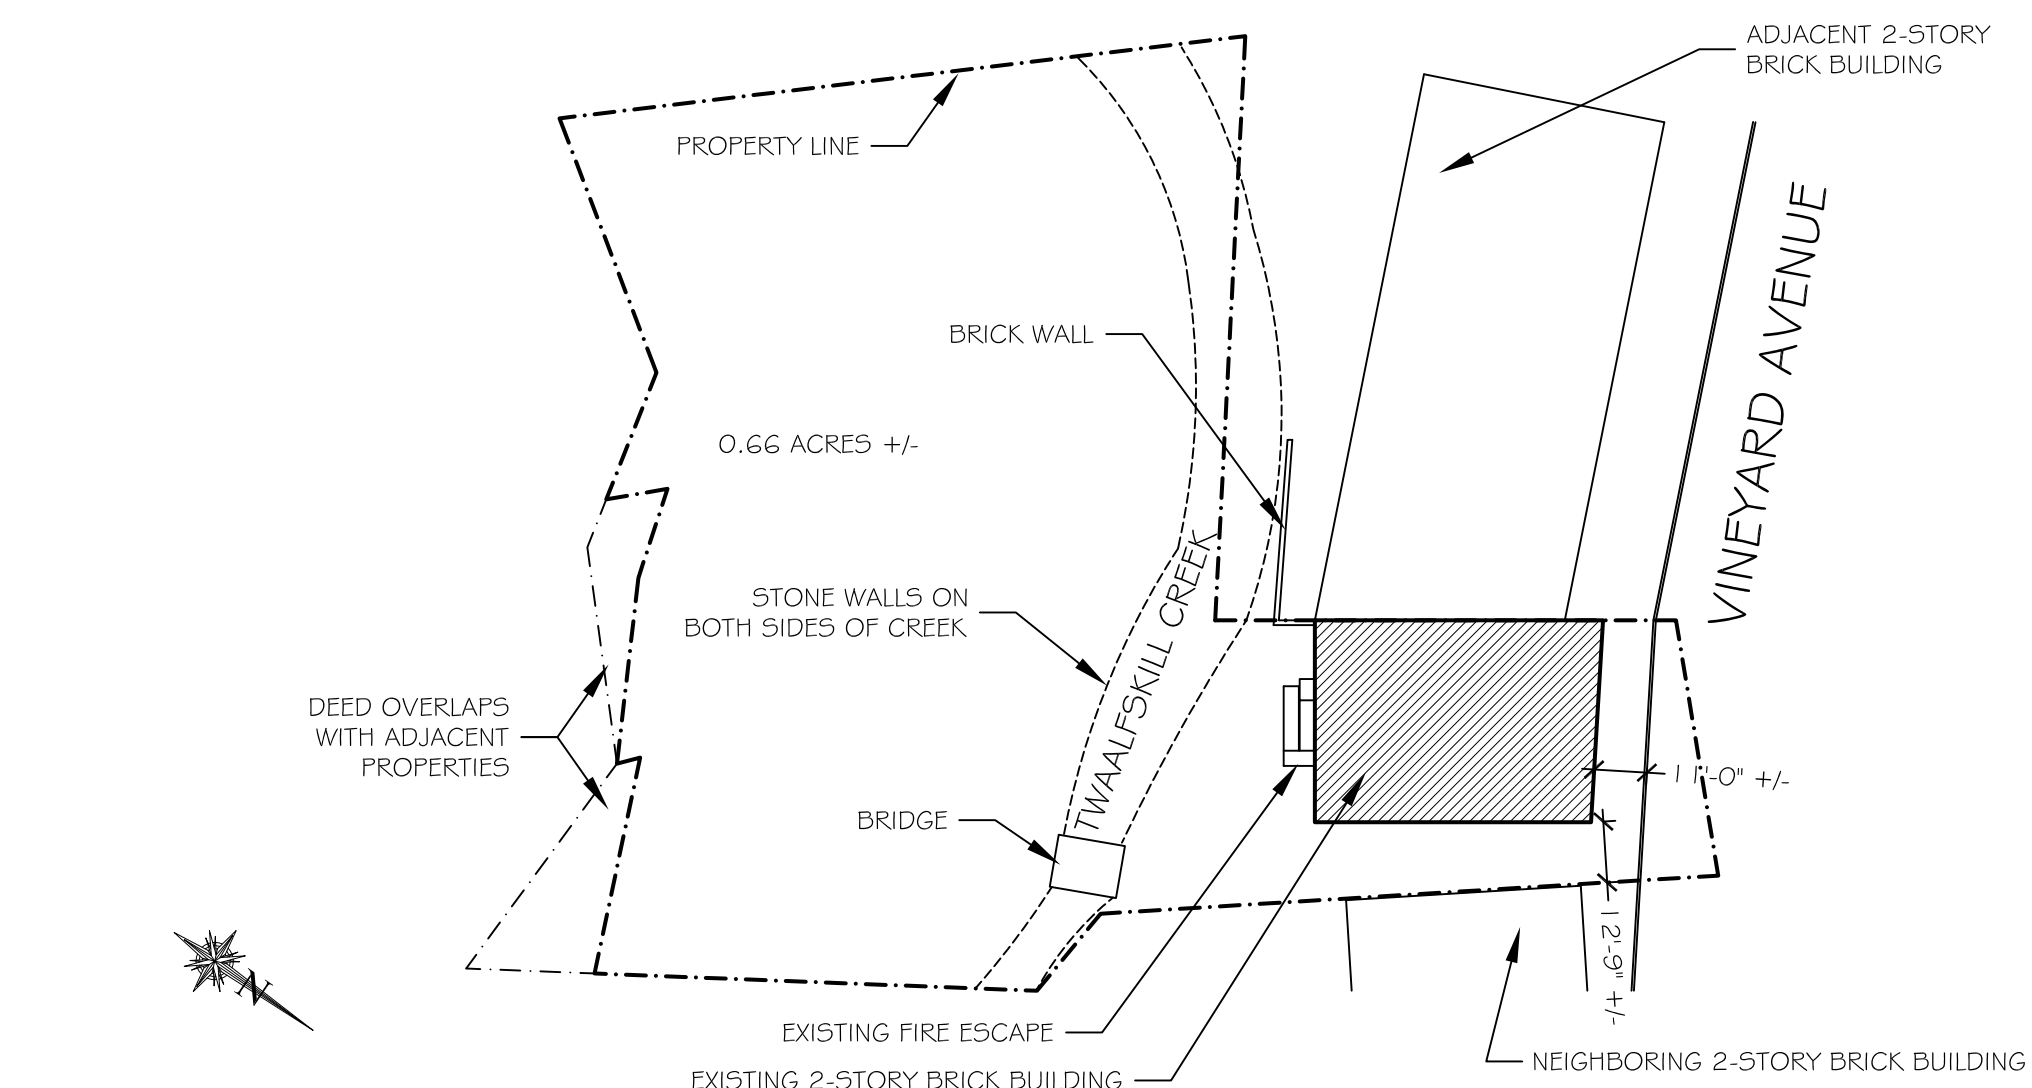 ADJACENT 2-STORY
BRICK BUILDING
PROPERTY LINE
VINEYARD AVENUE
BRICK WALL
0.66 ACRES +/-
STONE WALLS ON
BOTH SIDES OF CREEK
TWAALFSKILL CREEK
DEED OVERLAPS
WITH ADJACENT
PROPERTIES
11'-0" +/-
BRIDGE
12'-9" +/-
N
EXISTING FIRE ESCAPE
NEIGHBORING 2-STORY BRICK BUILDING
EXISTING 2-STORY BRICK BUILDING